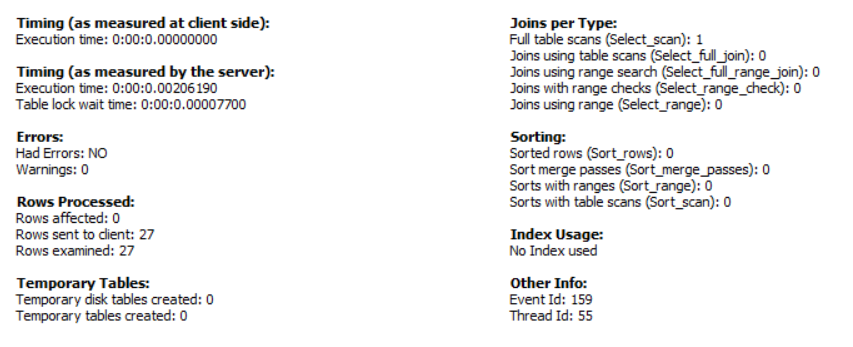 Timing (as measured at client side):
Execution time: 0:00:0.00000000
Timing (as measured by the server):
Execution time: 0:00:0.00206190
Table lock wait time: 0:00:0.00007700
Errors:
Had Errors: NO
Warnings: 0
Rows Processed:
Rows affected: 0
Rows sent to client: 27
Rows examined: 27
Temporary Tables:
Temporary disk tables created: 0
Temporary tables created: 0
Joins per Type:
Full table scans (Select_scan): 1
Joins using table scans (Select_full_join): 0
Joins using range search (Select_full_range_join): 0
Joins with range checks (Select_range_check): 0
Joins using range (Select_range): 0
Sorting:
Sorted rows (Sort_rows): 0
Sort merge passes (Sort_merge_passes): 0
Sorts with ranges (Sort_range): 0
Sorts with table scans (Sort_scan): 0
Index Usage:
No Index used
Other Info:
Event Id: 159
Thread Id: 55